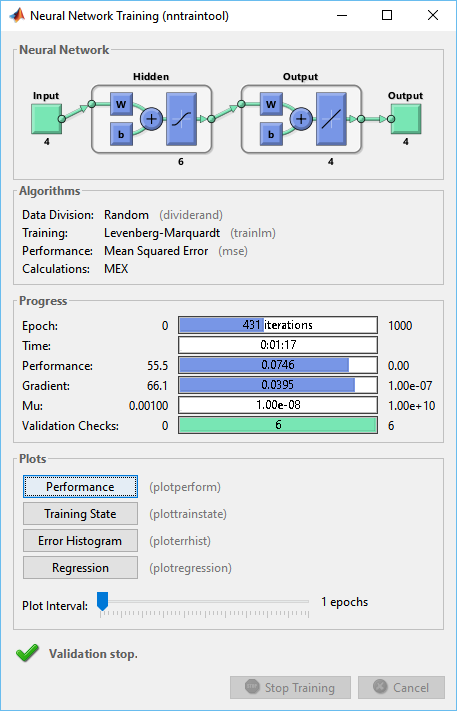 Neural Network Training (nntraintool)
Neural Network
Hidden Output
Input Output
W W
b b
+ +
4 4
6 4
Algorithms
Data Division: Random (dividerand)
Training: Levenberg-Marquardt (trainlm)
Performance: Mean Squared Error (mse)
Calculations: MEX
Progress
Epoch: 0 431 iterations 1000
Time: 0:01:17
Performance: 55.5 0.0746 0.00
Gradient: 66.1 0.0395 1.00e-07
Mu: 0.00100 1.00e-08 1.00e+10
Validation Checks: 0 6 6
Plots
Performance (plotperform)
Training State (plottrainstate)
Error Histogram (ploterrhist)
Regression (plotregression)
Plot Interval: 1 epochs
Validation stop.
Stop Training Cancel